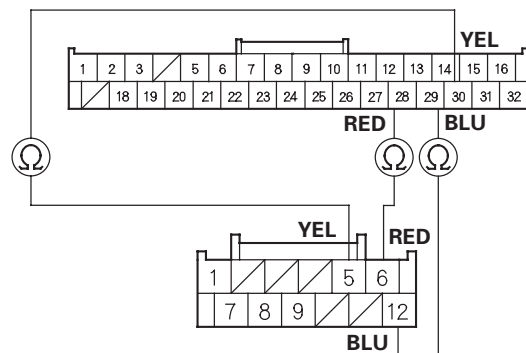 YEL
1 2 3 5 6 7 8 9 10 11 12 13 14 15 16
18 19 20 21 22 23 24 25 26 27 28 29 30 31 32
RED BLU
Ω Ω Ω
YEL RED
1 5 6
7 8 9 12
BLU